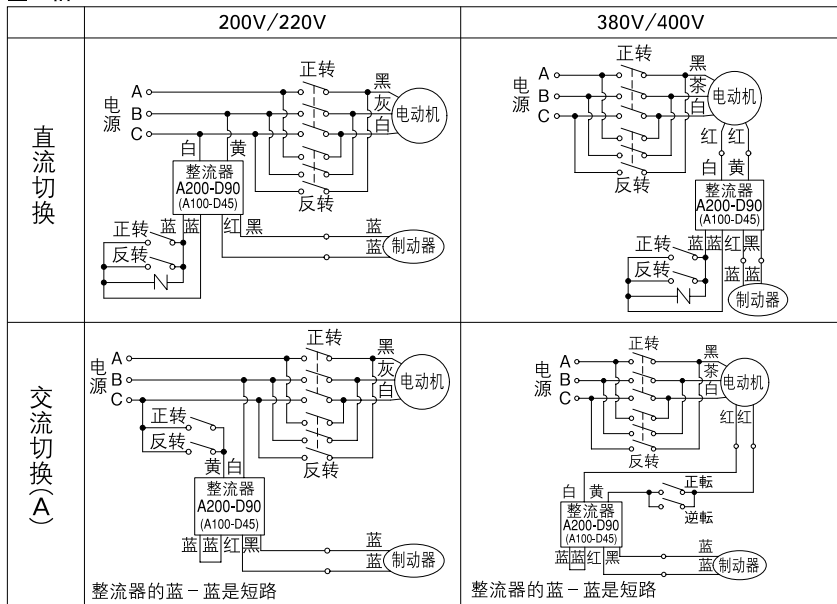 200V/220V
380V/400V
直流切换
正转
电源
A
B
C
黑
灰
白
电动机
白 黄
反转
整流器
A200-D90
(A100-D45)
正转
反转
蓝 蓝 红 黑
N
蓝
蓝
制动器
正转
电源
A
B
C
黑
茶
白
电动机
红 红
反转
白 黄
整流器
A200-D90
(A100-D45)
正转
反转
蓝 蓝 红 黑
N
蓝 蓝
制动器
交流切换(A)
正转
电源
A
B
C
黑
灰
白
电动机
正转
反转
反转
黄 白
整流器
A200-D90
(A100-D45)
蓝 蓝 红 黑
蓝
蓝
制动器
整流器的蓝－蓝是短路
正转
电源
A
B
C
黑
茶
白
电动机
红 红
反转
白 黄
正転
逆転
整流器
A200-D90
(A100-D45)
蓝 蓝 红 黑
蓝
蓝
制动器
整流器的蓝－蓝是短路